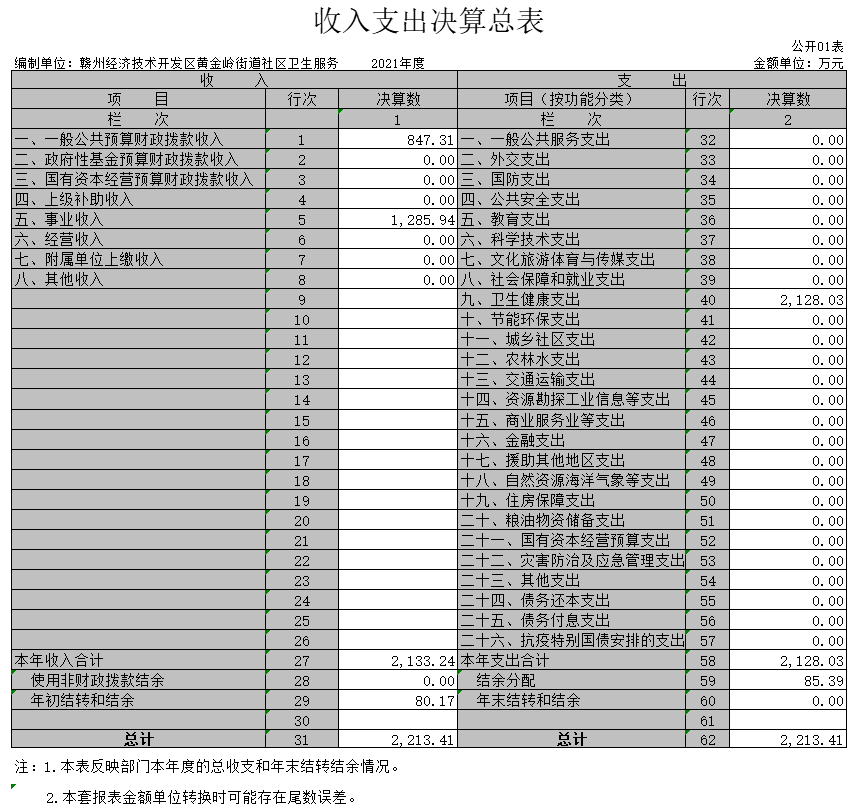 收入支出决算总表
公开01表
编制单位：赣州经济技术开发区黄金岭街道社区卫生服务 2021年度 金额单位：万元
收 入 支 出
项 目 行次 决算数 项目（按功能分类） 行次 决算数
栏 次 1 栏 次 2
一、一般公共预算财政拨款收入 1 847.31 一、一般公共服务支出 32 0.00
二、政府性基金预算财政拨款收入 2 0.00 二、外交支出 33 0.00
三、国有资本经营预算财政拨款收入 3 0.00 三、国防支出 34 0.00
四、上级补助收入 4 0.00 四、公共安全支出 35 0.00
五、事业收入 5 1,285.94 五、教育支出 36 0.00
六、经营收入 6 0.00 六、科学技术支出 37 0.00
七、附属单位上缴收入 7 0.00 七、文化旅游体育与传媒支出 38 0.00
八、其他收入 8 0.00 八、社会保障和就业支出 39 0.00
9 九、卫生健康支出 40 2,128.03
10 十、节能环保支出 41 0.00
11 十一、城乡社区支出 42 0.00
12 十二、农林水支出 43 0.00
13 十三、交通运输支出 44 0.00
14 十四、资源勘探工业信息等支出 45 0.00
15 十五、商业服务业等支出 46 0.00
16 十六、金融支出 47 0.00
17 十七、援助其他地区支出 48 0.00
18 十八、自然资源海洋气象等支出 49 0.00
19 十九、住房保障支出 50 0.00
20 二十、粮油物资储备支出 51 0.00
21 二十一、国有资本经营预算支出 52 0.00
22 二十二、灾害防治及应急管理支出 53 0.00
23 二十三、其他支出 54 0.00
24 二十四、债务还本支出 55 0.00
25 二十五、债务付息支出 56 0.00
26 二十六、抗疫特别国债安排的支出 57 0.00
本年收入合计 27 2,133.24 本年支出合计 58 2,128.03
使用非财政拨款结余 28 0.00 结余分配 59 85.39
年初结转和结余 29 80.17 年末结转和结余 60 0.00
30 61
总计 31 2,213.41 总计 62 2,213.41
注：1.本表反映部门本年度的总收支和年末结转结余情况。
2.本套报表金额单位转换时可能存在尾数误差。